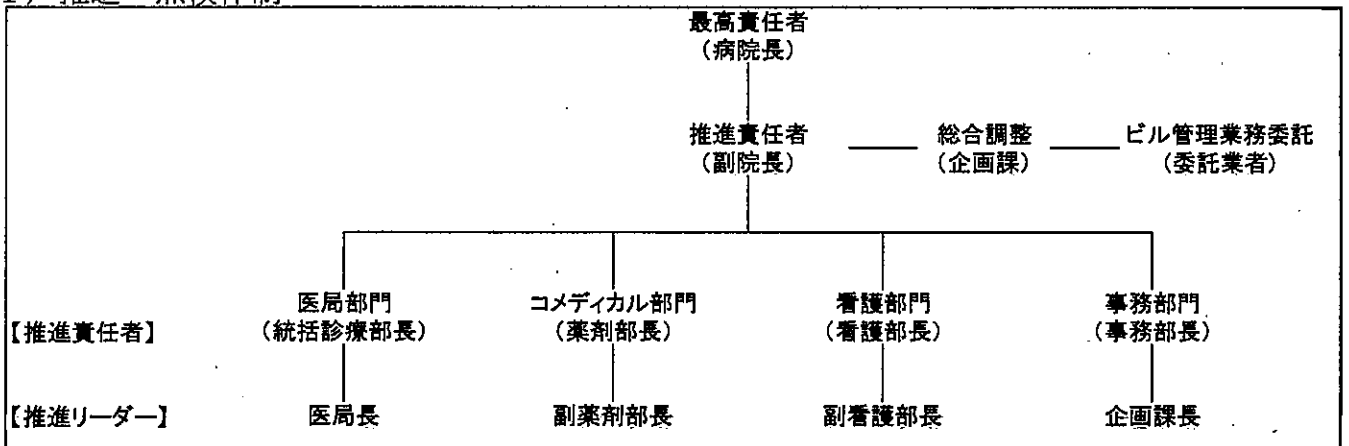 最高責任者
(病院長)
推進責任者
(副院長)
総合調整
(企画課)
ビル管理業務委託
(委託業者)
医局部門
(統括診療部長)
コメディカル部門
(薬剤部長)
看護部門
(看護部長)
事務部門
(事務部長)
【推進責任者】
【推進リーダー】
医局長
副薬剤部長
副看護部長
企画課長